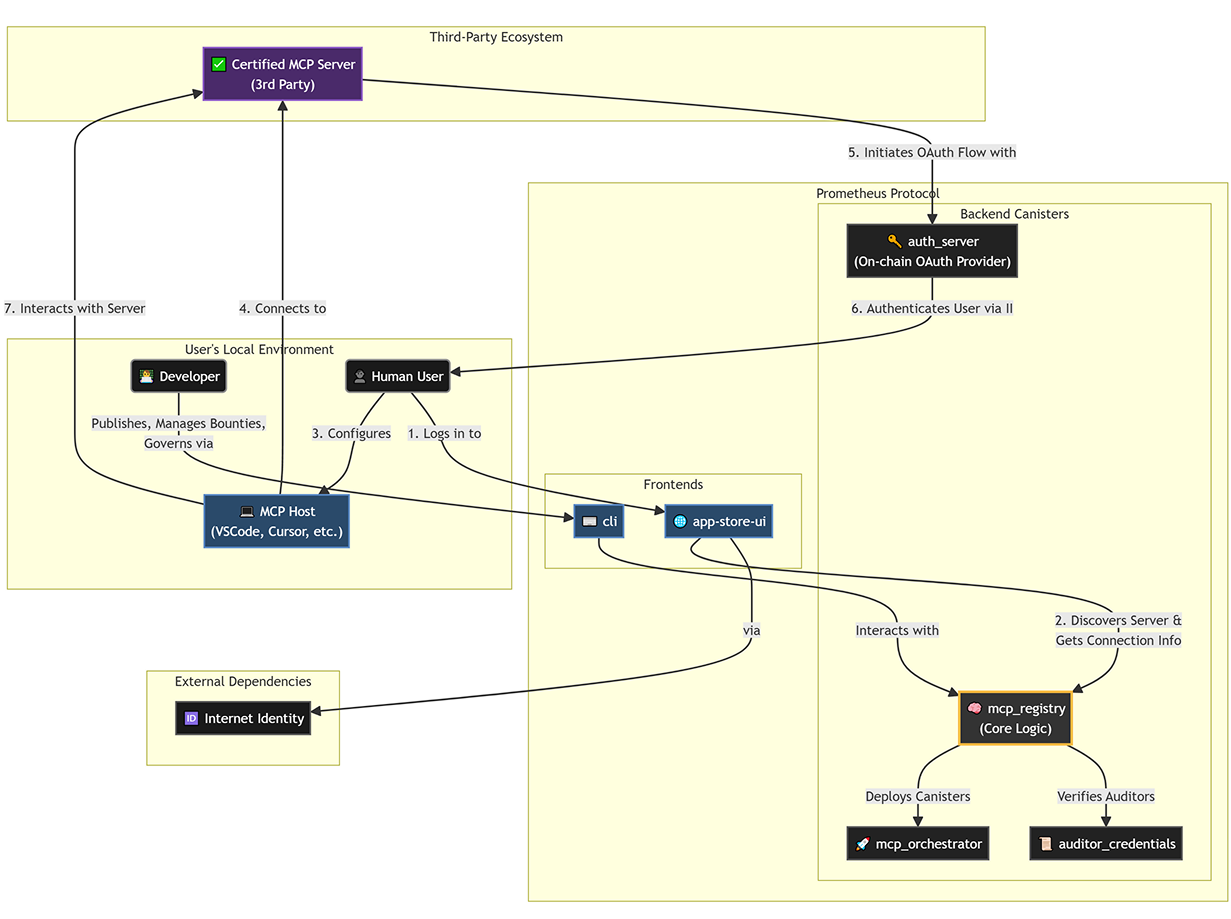 Third-Party Ecosystem
✅ Certified MCP Server
(3rd Party)
5. Initiates OAuth Flow with
Prometheus Protocol
Backend Canisters
🔑 auth_server
(On-chain OAuth Provider)
7. Interacts with Server
4. Connects to
6. Authenticates User via II
User's Local Environment
Developer
Human User
Publishes, Manages Bounties,
Governs via
3. Configures
1. Logs in to
MCP Host
(VSCode, Cursor, etc.)
Frontends
cli
app-store-ui
2. Discovers Server &
Gets Connection Info
Interacts with
via
External Dependencies
🆔 Internet Identity
mcp_registry
(Core Logic)
Deploys Canisters
Verifies Auditors
mcp_orchestrator
auditor_credentials